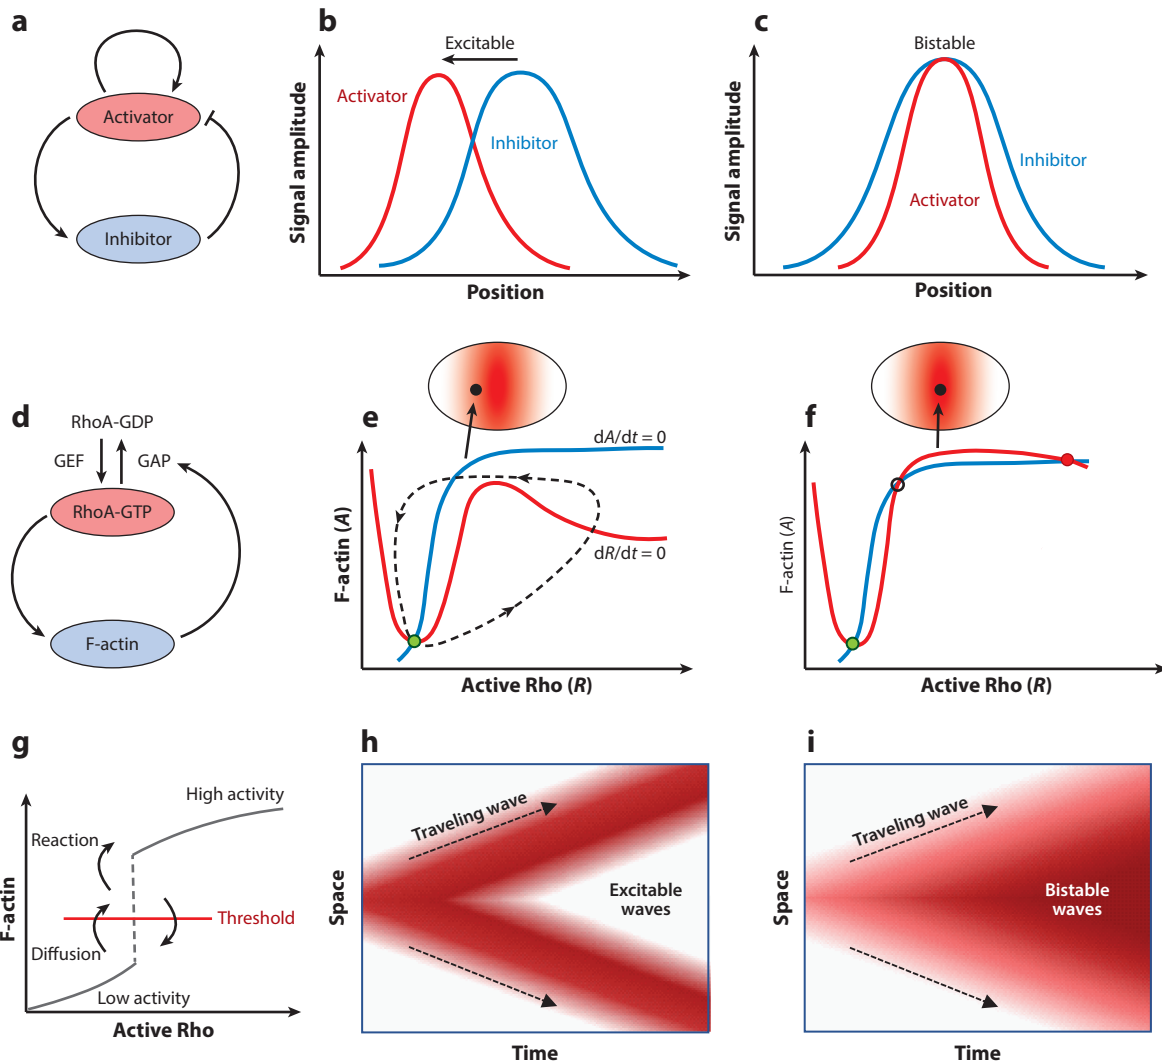 a
Activator
Inhibitor
b
Excitable
Activator
Inhibitor
Signal amplitude
Position
c
Bistable
Inhibitor
Activator
Signal amplitude
Position
d
RhoA-GDP
GEF
GAP
RhoA-GTP
F-actin
e
dA/dt = 0
dR/dt = 0
F-actin (A)
Active Rho (R)
f
F-actin (A)
Active Rho (R)
g
High activity
Reaction
Threshold
Diffusion
Low activity
F-actin
Active Rho
h
Traveling wave
Excitable
waves
Space
Time
i
Traveling wave
Bistable
waves
Space
Time